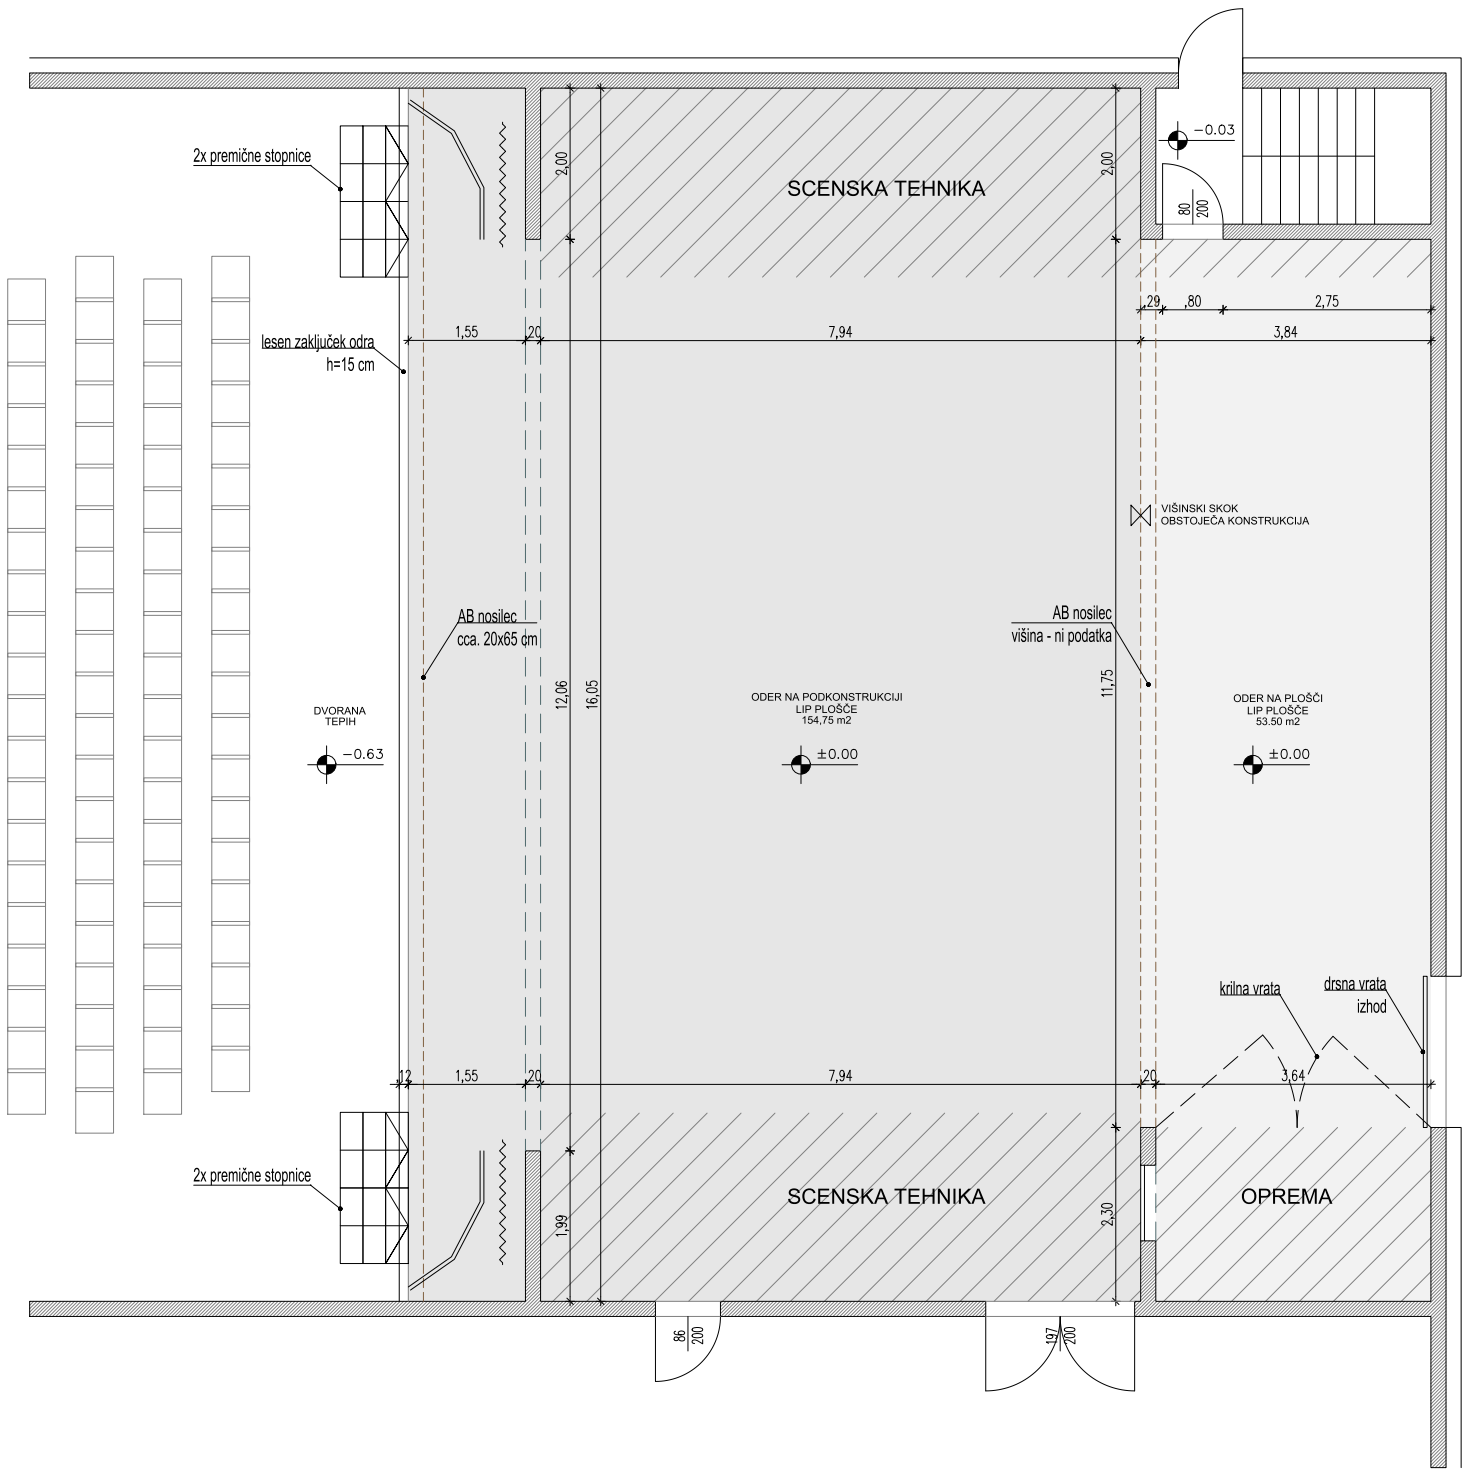 −0.03
2x premične stopnice
SCENSKA TEHNIKA
2,00
2,00
80
200
,29
,80
2,75
lesen zaključek odra
h=15 cm
1,55
20
7,94
3,84
VIŠINSKI SKOK
OBSTOJEČA KONSTRUKCIJA
AB nosilec
cca. 20x65 cm
AB nosilec
višina - ni podatka
12,06
16,05
11,75
DVORANA
TEPIH
−0.63
ODER NA PODKONSTRUKCIJI
LIP PLOŠČE
154,75 m2
±0.00
ODER NA PLOŠČI
LIP PLOŠČE
53.50 m2
±0.00
krilna vrata
drsna vrata
izhod
,12
1,55
20
7,94
20
3,64
2x premične stopnice
SCENSKA TEHNIKA
OPREMA
1,99
2,30
86
200
197
200